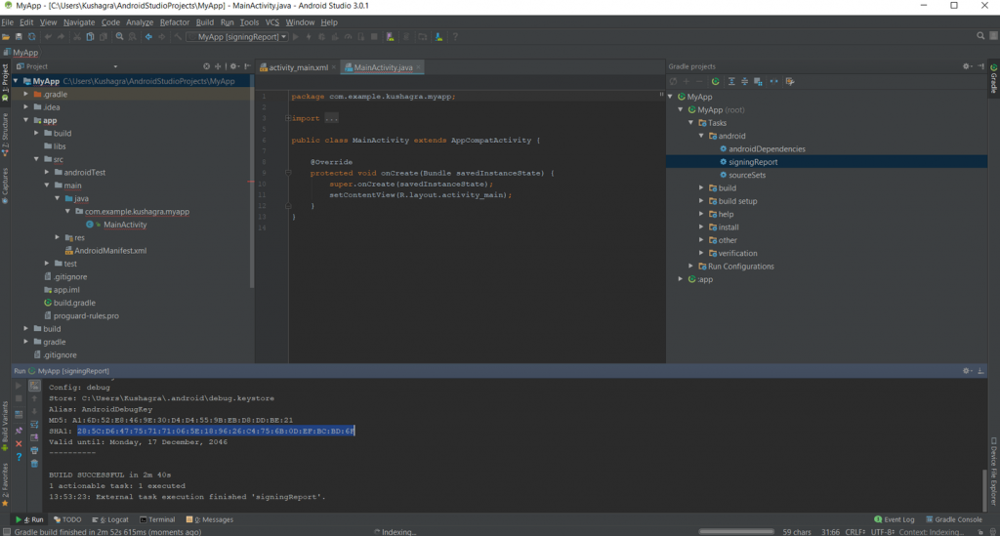 MyApp - [C:\Users\Kushagra\AndroidStudioProjects\MyApp] - MainActivity.java - Android Studio 3.0.1
File Edit View Navigate Code Analyze Refactor Build Run Tools VCS Window Help
MyApp [signingReport]
MyApp
Project
activity_main.xml
MainActivity.java
Gradle projects
1: Project
Z: Structure
Captures
MyApp C:\Users\Kushagra\AndroidStudioProjects\MyApp
.gradle
.idea
app
build
libs
src
androidTest
main
java
com.example.kushagra.myapp
MainActivity
res
AndroidManifest.xml
test
.gitignore
app.iml
build.gradle
proguard-rules.pro
build
gradle
.gitignore
1 package com.example.kushagra.myapp;
2
3 import ...
5
6 public class MainActivity extends AppCompatActivity {
7
8 @Override
9 protected void onCreate(Bundle savedInstanceState) {
10 super.onCreate(savedInstanceState);
11 setContentView(R.layout.activity_main);
12 }
13 }
14
MyApp
MyApp (root)
Tasks
android
androidDependencies
signingReport
sourceSets
build
build setup
help
install
other
verification
Run Configurations
:app
Gradle
Run MyApp [signingReport]
Config: debug
Store: C:\Users\Kushagra\.android\debug.keystore
Alias: AndroidDebugKey
MD5: A1:6D:52:E8:46:9E:30:D4:D4:55:9B:EB:D8:DD:BE:21
SHA1: 28:5C:D6:47:75:71:71:06:5E:18:96:26:C4:75:6B:0D:EF:BC:BD:6F
Valid until: Monday, 17 December, 2046
----------
BUILD SUCCESSFUL in 2m 40s
1 actionable task: 1 executed
13:53:23: External task execution finished 'signingReport'.
Build Variants
2: Favorites
Device File Explorer
4: Run TODO 6: Logcat Terminal 0: Messages Event Log Gradle Console
Gradle build finished in 2m 52s 615ms (moments ago) Indexing... 59 chars 31:66 CRLF÷ UTF-8÷ Context: Indexing...